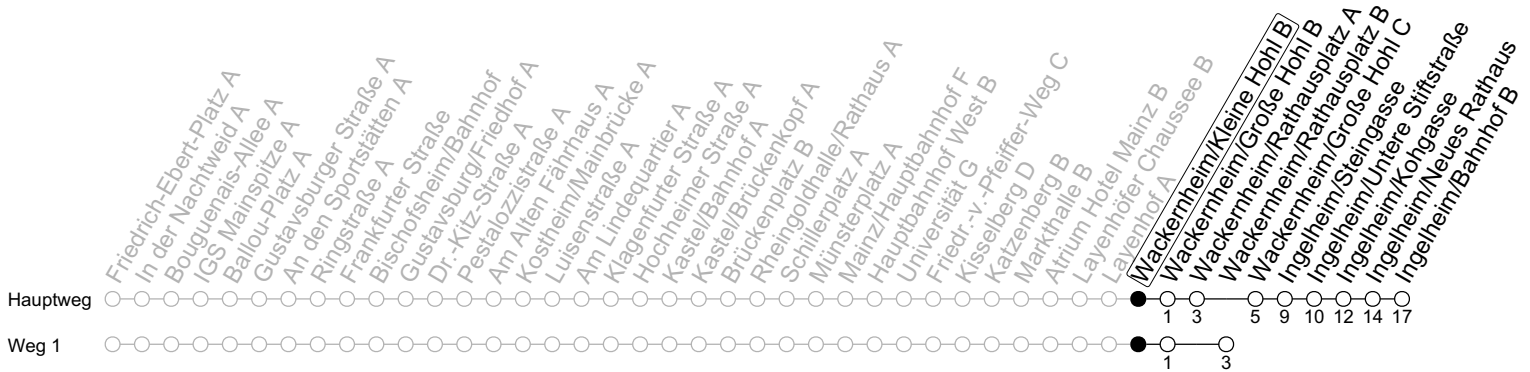 Friedrich-Ebert-Platz A
In der Nachtweid A
Bouguenais-Allee A
IGS Mainspitze A
Ballou-Platz A
Gustavsburger Straße A
An den Sportstätten A
Ringstraße A
Frankfurter Straße
Bischofsheim/Bahnhof
Gustavsburg/Friedhof A
Dr.-Kitz-Straße A
Pestalozzistraße A
Am Alten Fährhaus A
Kostheim/Mainbrücke A
Luisenstraße A
Am Lindequartier A
Klagenfurter Straße A
Hochheimer Straße A
Kastel/Bahnhof A
Kastel/Brückenkopf A
Brückenplatz B
Rheingoldhalle/Rathaus A
Schillerplatz A
Münsterplatz A
Mainz/Hauptbahnhof F
Hauptbahnhof West B
Universität G
Friedr.-v.-Pfeiffer-Weg C
Kisselberg D
Katzenberg B
Markthalle B
Atrium Hotel Mainz B
Layenhöfer Chaussee B
Layenhof A
Wackernheim/Kleine Hohl B
Wackernheim/Große Hohl B
Wackernheim/Rathausplatz A
Wackernheim/Rathausplatz B
Wackernheim/Große Hohl C
Ingelheim/Steingasse
Ingelheim/Untere Stiftstraße
Ingelheim/Kongasse
Ingelheim/Neues Rathaus
Ingelheim/Bahnhof B
Hauptweg
1 3 5 9 10 12 14 17
Weg 1
1 3